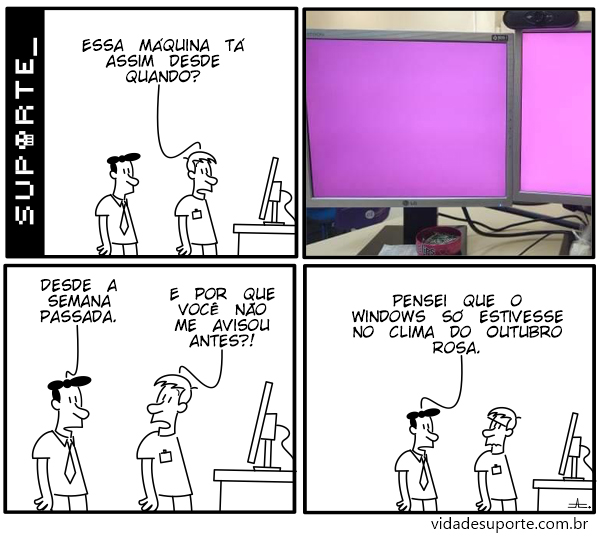 SUPORTE_
ESSA MÁQUINA TÁ
ASSIM DESDE
QUANDO?
LG
DESDE A
SEMANA
PASSADA.
E POR QUE
VOCÊ NÃO
ME AVISOU
ANTES?!
PENSEI QUE O
WINDOWS SÓ ESTIVESSE
NO CLIMA DO OUTUBRO
ROSA.
vidadesuporte.com.br